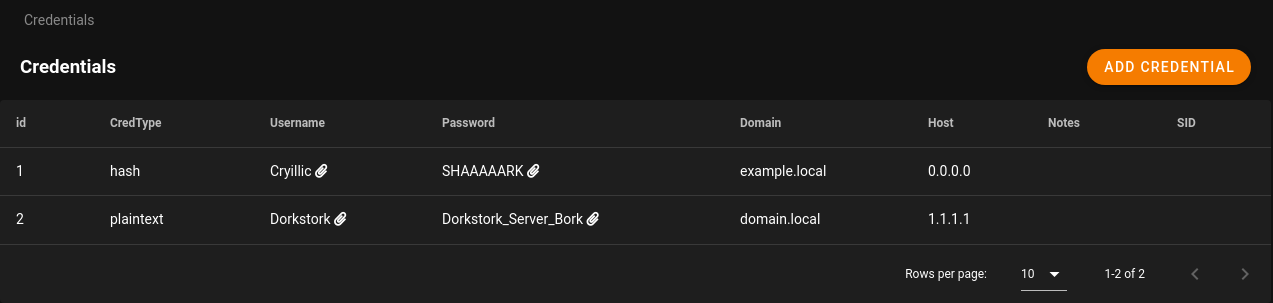 Credentials
Credentials ADD CREDENTIAL
id CredType Username Password Domain Host Notes SID
1 hash Cryillic SHAAAAARK example.local 0.0.0.0
2 plaintext Dorkstork Dorkstork_Server_Bork domain.local 1.1.1.1
Rows per page: 10 1-2 of 2